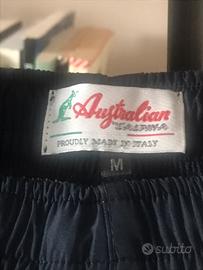 Australian
L'ALPINA
PROUDLY MADE IN ITALY
M
subito